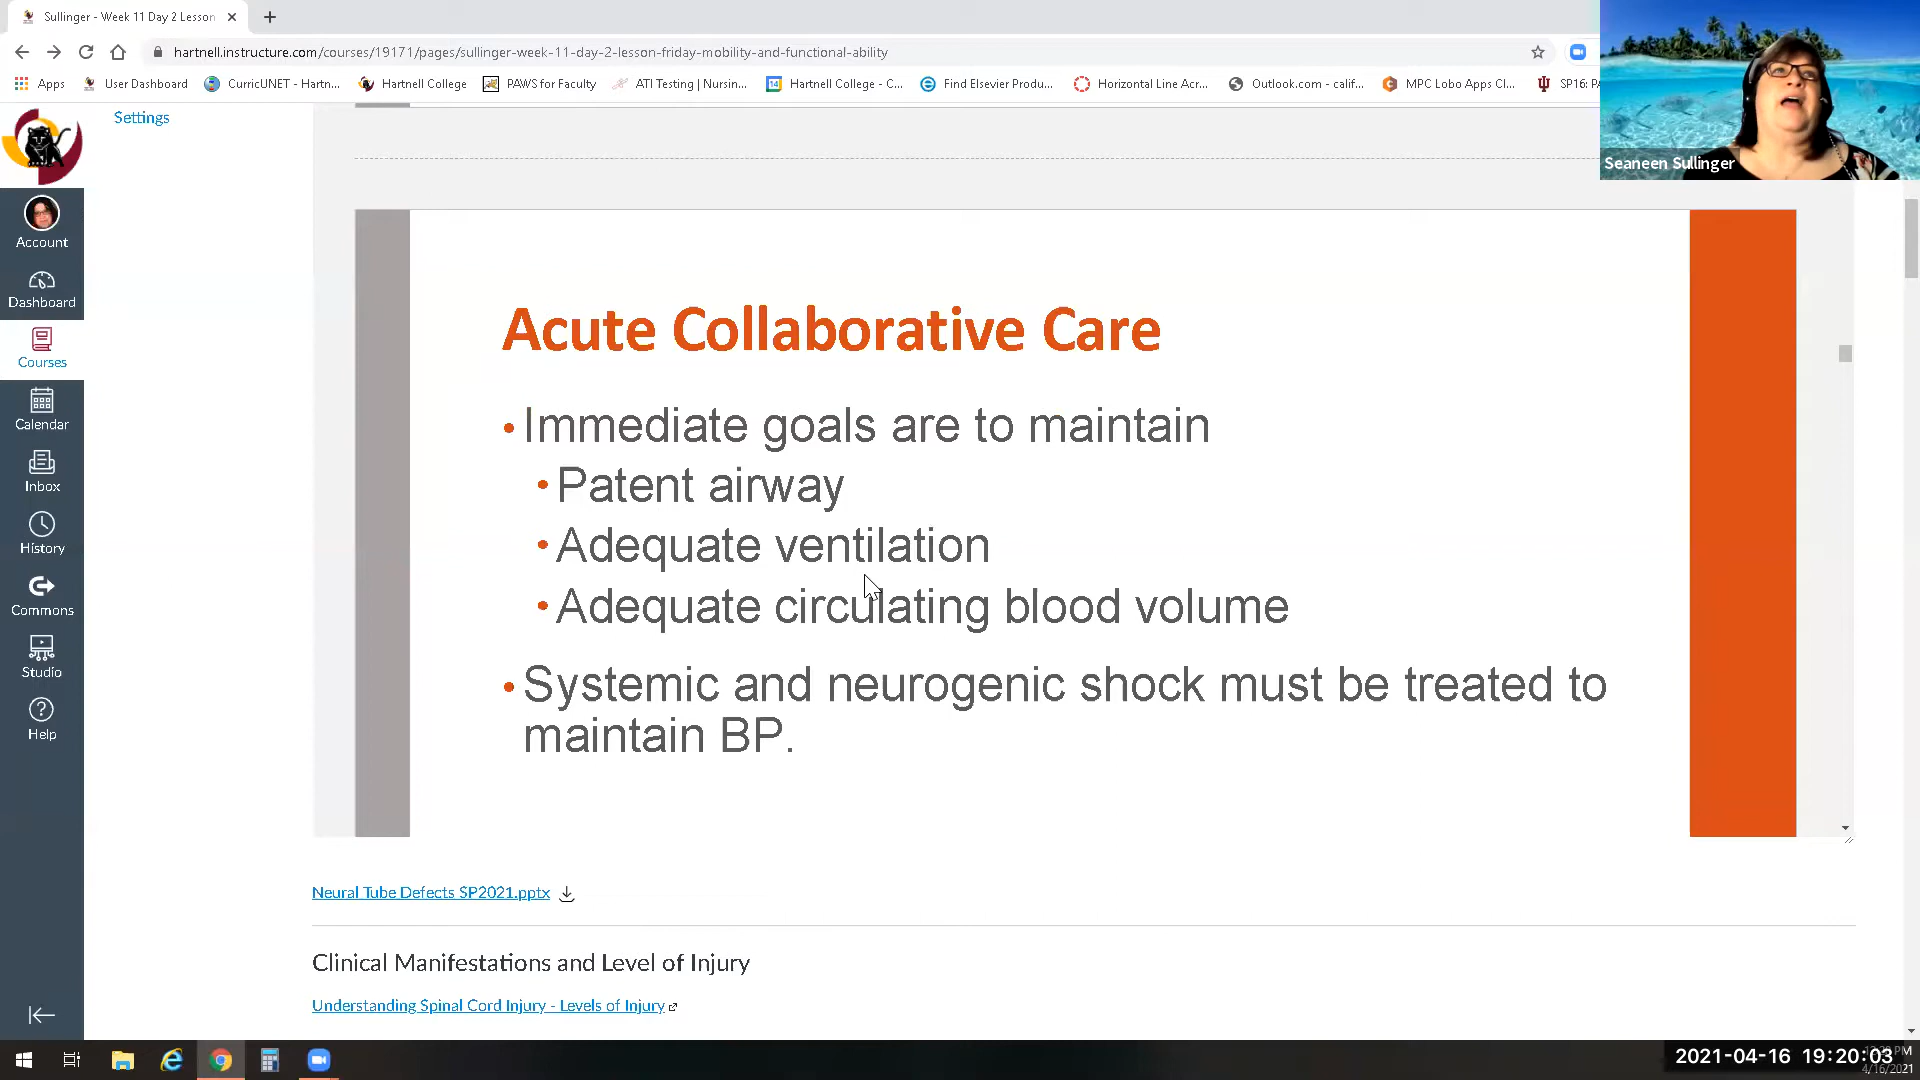 Sullinger - Week 11 Day 2 Lesson
hartnell.instructure.com/courses/19171/pages/sullinger-week-11-day-2-lesson-friday-mobility-and-functional-ability
Apps
User Dashboard
CurricUNET - Hartn...
Hartnell College
PAWS for Faculty
ATI Testing | Nursin...
Hartnell College - C...
Find Elsevier Produ...
Horizontal Line Acr...
Outlook.com - calif...
MPC Lobo Apps Cl...
Seaneen Sullinger
Settings
Account
Dashboard
Courses
Calendar
Inbox
History
Commons
Studio
Help
Acute Collaborative Care
• Immediate goals are to maintain
• Patent airway
• Adequate ventilation
• Adequate circulating blood volume
• Systemic and neurogenic shock must be treated to
maintain BP.
Neural Tube Defects SP2021.pptx
Clinical Manifestations and Level of Injury
Understanding Spinal Cord Injury - Levels of Injury
2021-04-16 19:20:03
4/16/2021